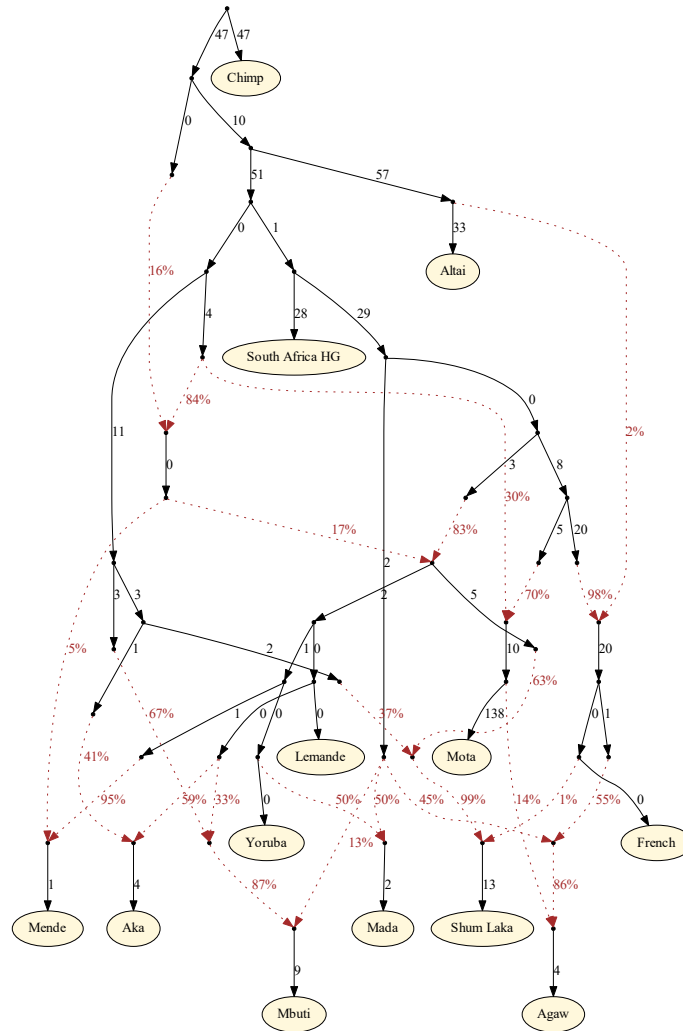 47 47
Chimp
0 10
51 57
0 1 33
16% Altai
4 28 29
South Africa HG
84% 0
11 2%
0 3 30% 8
17% 83% 5 20
2
3 3 2 5 70% 98%
5% 1 2 1 0 10 20
67% 63%
1 0 0 0 37% 138 0 1
Lemande Mota
41%
95% 59% 33% 0 50% 50% 45% 99% 14% 1% 55% 0
Yoruba 13% French
1 4 87% 2 13 86%
Mende Aka Mada Shum Laka
9 4
Mbuti Agaw